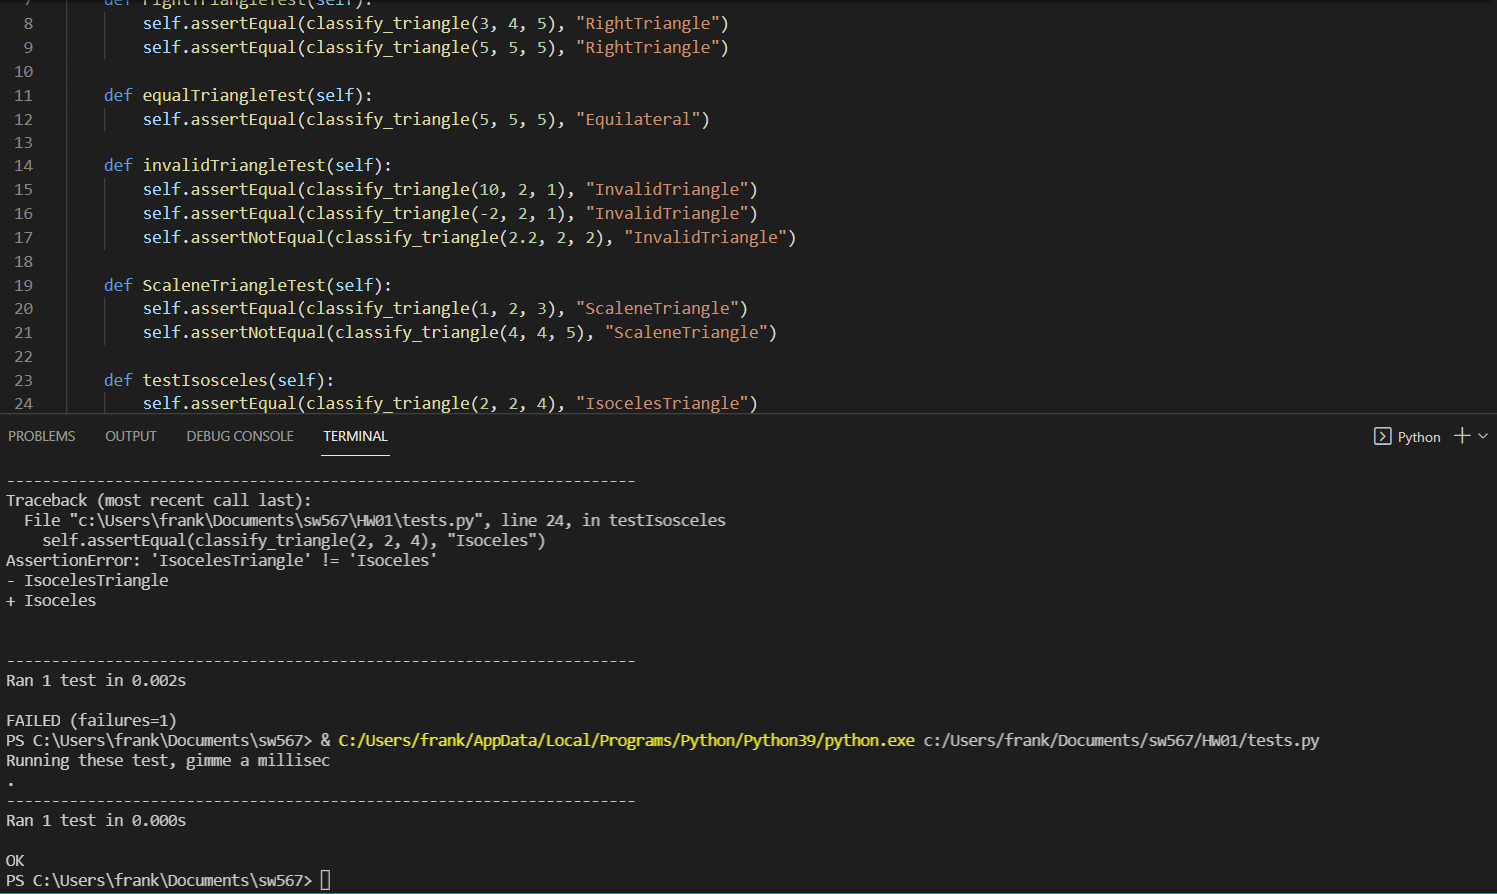 7 def rightTriangleTest(self):
8 self.assertEqual(classify_triangle(3, 4, 5), "RightTriangle")
9 self.assertEqual(classify_triangle(5, 5, 5), "RightTriangle")
10
11 def equalTriangleTest(self):
12 self.assertEqual(classify_triangle(5, 5, 5), "Equilateral")
13
14 def invalidTriangleTest(self):
15 self.assertEqual(classify_triangle(10, 2, 1), "InvalidTriangle")
16 self.assertEqual(classify_triangle(-2, 2, 1), "InvalidTriangle")
17 self.assertNotEqual(classify_triangle(2.2, 2, 2), "InvalidTriangle")
18
19 def ScaleneTriangleTest(self):
20 self.assertEqual(classify_triangle(1, 2, 3), "ScaleneTriangle")
21 self.assertNotEqual(classify_triangle(4, 4, 5), "ScaleneTriangle")
22
23 def testIsosceles(self):
24 self.assertEqual(classify_triangle(2, 2, 4), "IsocelesTriangle")
PROBLEMS OUTPUT DEBUG CONSOLE TERMINAL Python
----------------------------------------------------------------------
Traceback (most recent call last):
File "c:\Users\frank\Documents\sw567\HW01\tests.py", line 24, in testIsosceles
self.assertEqual(classify_triangle(2, 2, 4), "Isoceles")
AssertionError: 'IsocelesTriangle' != 'Isoceles'
- IsocelesTriangle
+ Isoceles
----------------------------------------------------------------------
Ran 1 test in 0.002s
FAILED (failures=1)
PS C:\Users\frank\Documents\sw567> & C:/Users/frank/AppData/Local/Programs/Python/Python39/python.exe c:/Users/frank/Documents/sw567/HW01/tests.py
Running these test, gimme a millisec
.
----------------------------------------------------------------------
Ran 1 test in 0.000s
OK
PS C:\Users\frank\Documents\sw567>